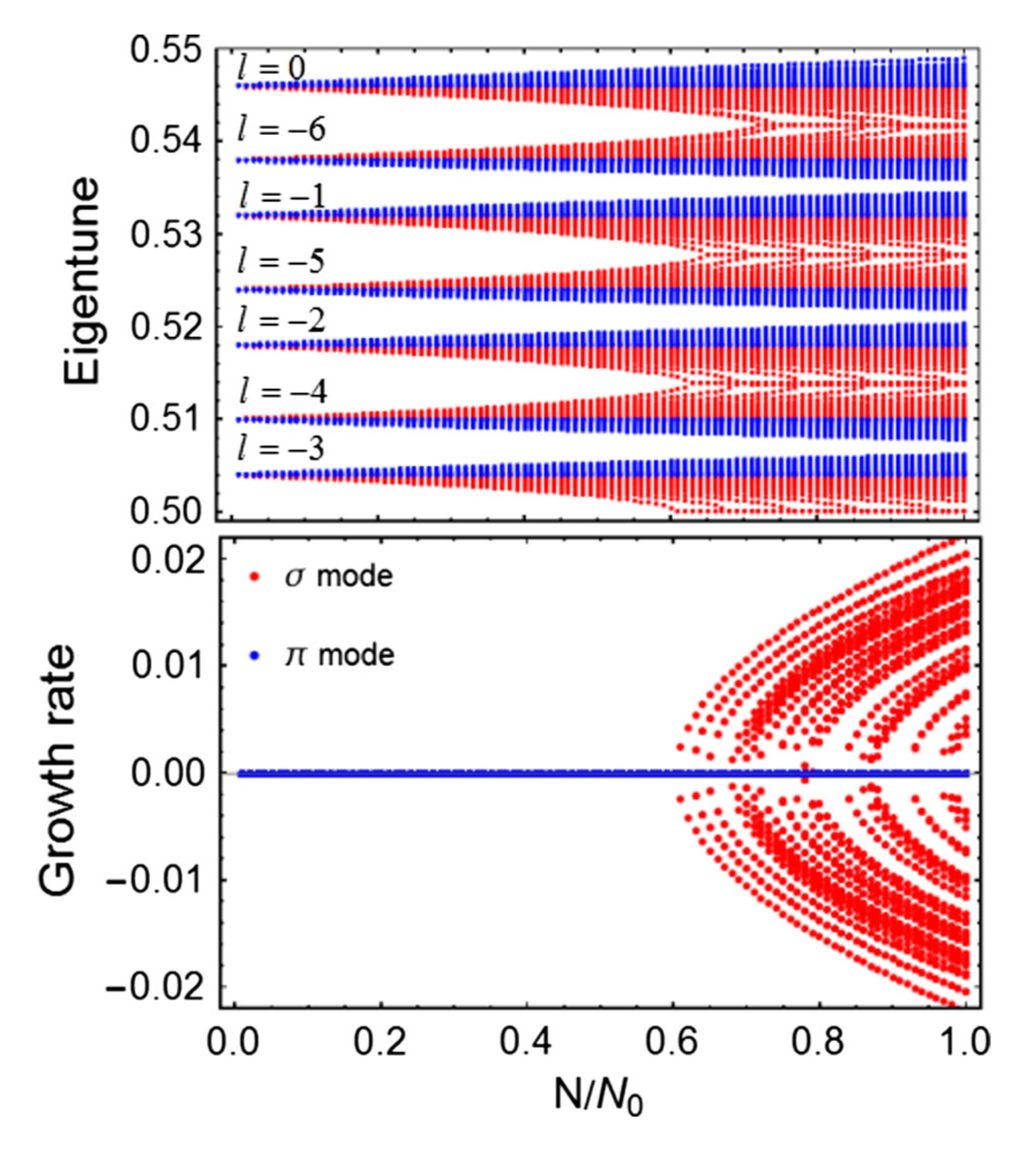 0.55
l = 0
0.54
l = −6
l = −1
0.53
l = −5
Eigentune
0.52
l = −2
l = −4
0.51
l = −3
0.50
0.02
σ mode
π mode
0.01
Growth rate
0.00
−0.01
−0.02
0.0 0.2 0.4 0.6 0.8 1.0
N/N₀